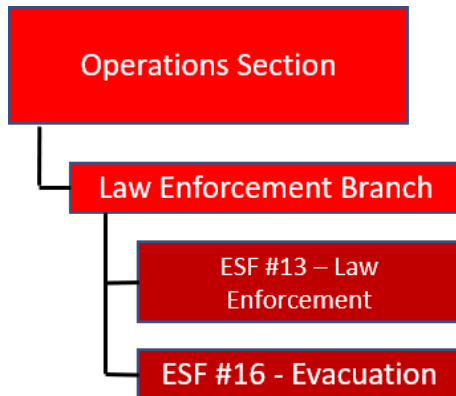 Operations Section
Law Enforcement Branch
ESF #13 – Law
Enforcement
ESF #16 - Evacuation